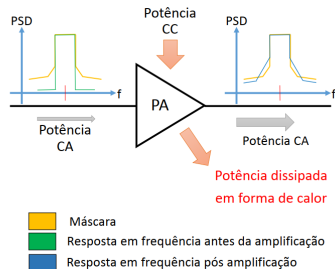 Potência
CC
PSD
PSD
f
f
PA
Potência
CA
Potência CA
Potência dissipada
em forma de calor
Máscara
Resposta em frequência antes da amplificação
Resposta em frequência pós amplificação